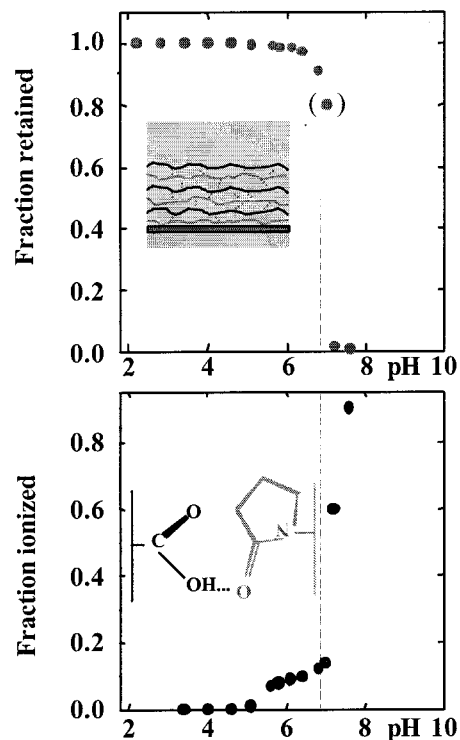 Fraction retained
1.0
0.8
0.6
0.4
0.2
0.0
( )
2 4 6 8 pH 10
Fraction ionized
0.8
0.6
0.4
0.2
0.0
C
O
OH...
N
O
2 4 6 8 pH 10